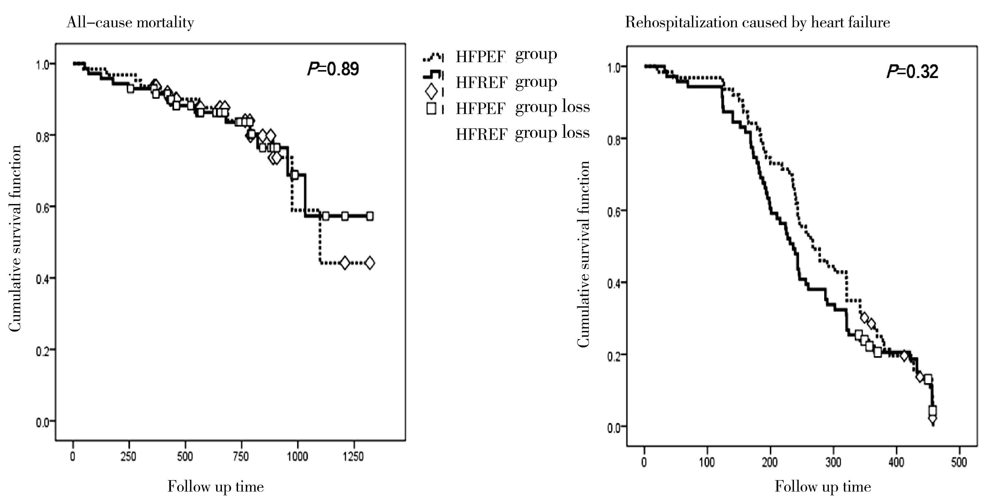 All-cause mortality
Cumulative survival function
1.0
0.8
0.6
0.4
0.2
0.0
P=0.89
0 250 500 750 1000 1250
Follow up time
HFPEF group
HFREF group
HFPEF group loss
HFREF group loss
Rehospitalization caused by heart failure
Cumulative survival function
1.0
0.8
0.6
0.4
0.2
0.0
P=0.32
0 100 200 300 400 500
Follow up time